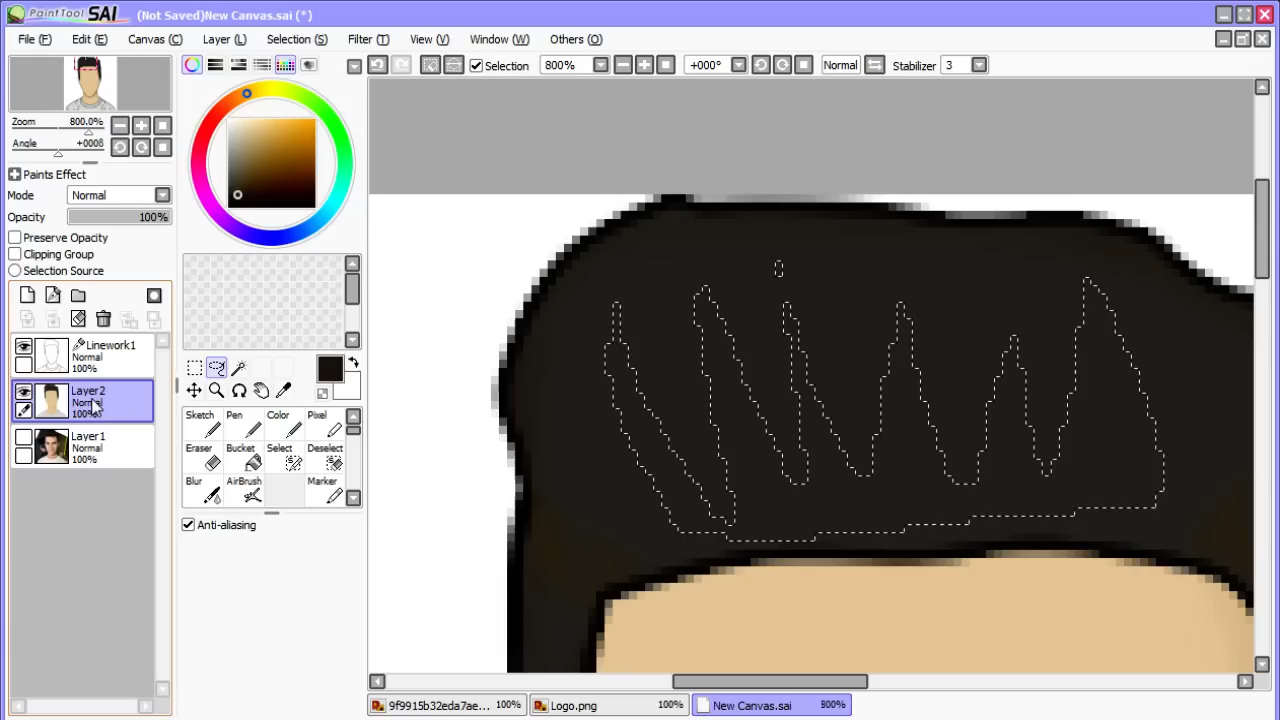 PaintTool SAI (Not Saved)New Canvas.sai (*)
File (F) Edit (E) Canvas (C) Layer (L) Selection (S) Filter (T) View (V) Window (W) Others (O)
Selection 800% +000° Normal Stabilizer 3
Zoom 800.0%
Angle +000δ
Paints Effect
Mode Normal
Opacity 100%
Preserve Opacity
Clipping Group
Selection Source
Linework1
Normal
100%
Layer2
Normal
100%
Layer1
Normal
100%
Sketch Pen Color Pixel
Eraser Bucket Select Deselect
Blur AirBrush Marker
Anti-aliasing
9f9915b32eda7ae... 100% Logo.png 100% New Canvas.sai 800%